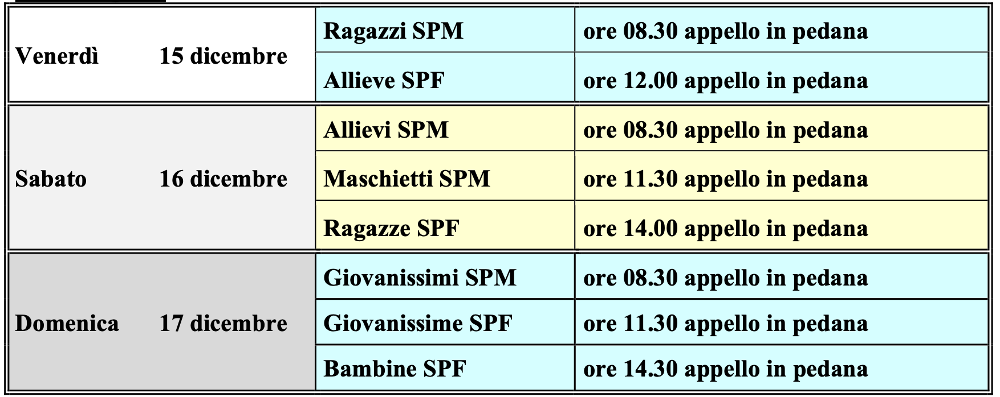 Venerdì 15 dicembre
Ragazzi SPM ore 08.30 appello in pedana
Allieve SPF ore 12.00 appello in pedana
Sabato 16 dicembre
Allievi SPM ore 08.30 appello in pedana
Maschietti SPM ore 11.30 appello in pedana
Ragazze SPF ore 14.00 appello in pedana
Domenica 17 dicembre
Giovanissimi SPM ore 08.30 appello in pedana
Giovanissime SPF ore 11.30 appello in pedana
Bambine SPF ore 14.30 appello in pedana